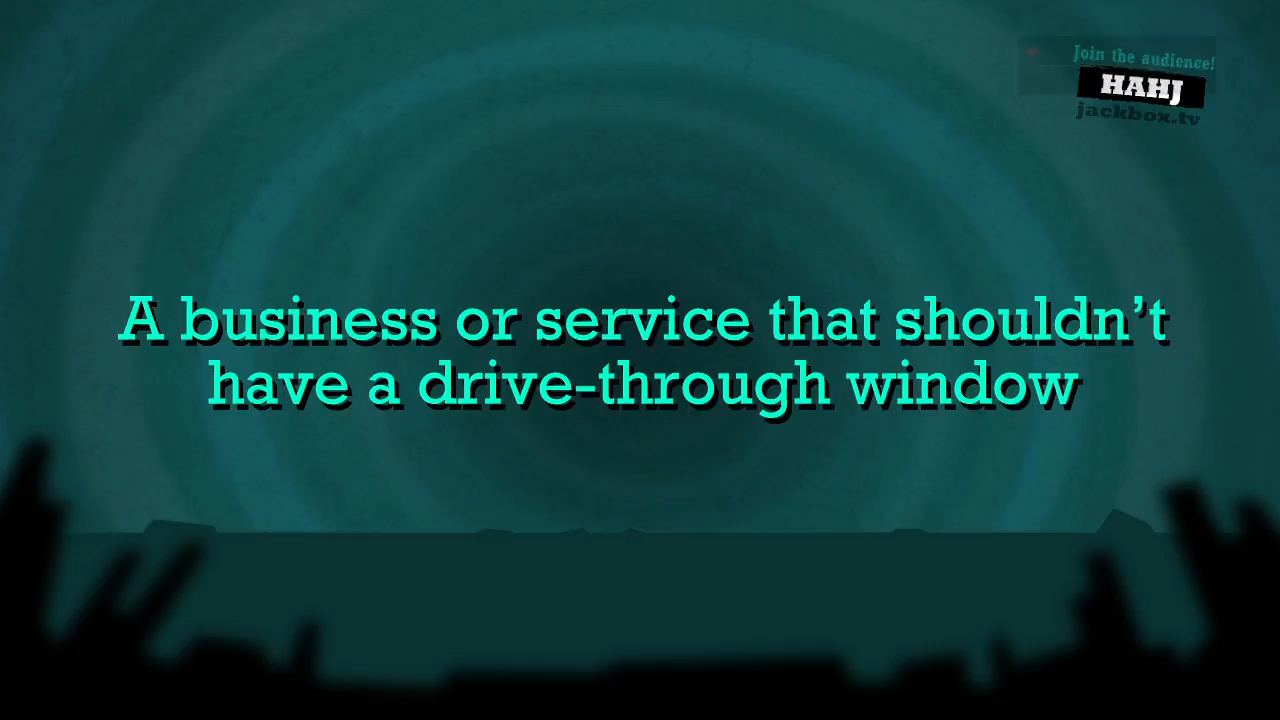 Join the audience!
HAHJ
jackbox.tv
A business or service that shouldn't
have a drive-through window